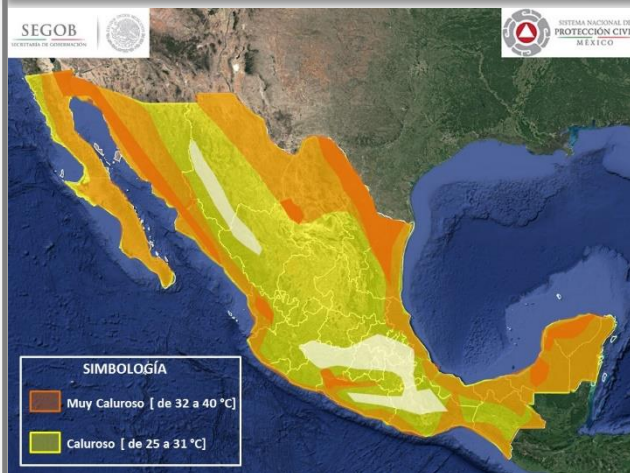 SEGOB
SECRETARÍA DE GOBERNACIÓN
SISTEMA NACIONAL DE
PROTECCIÓN CIVIL
MÉXICO
SIMBOLOGÍA
Muy Caluroso [ de 32 a 40 °C]
Caluroso [ de 25 a 31 °C]